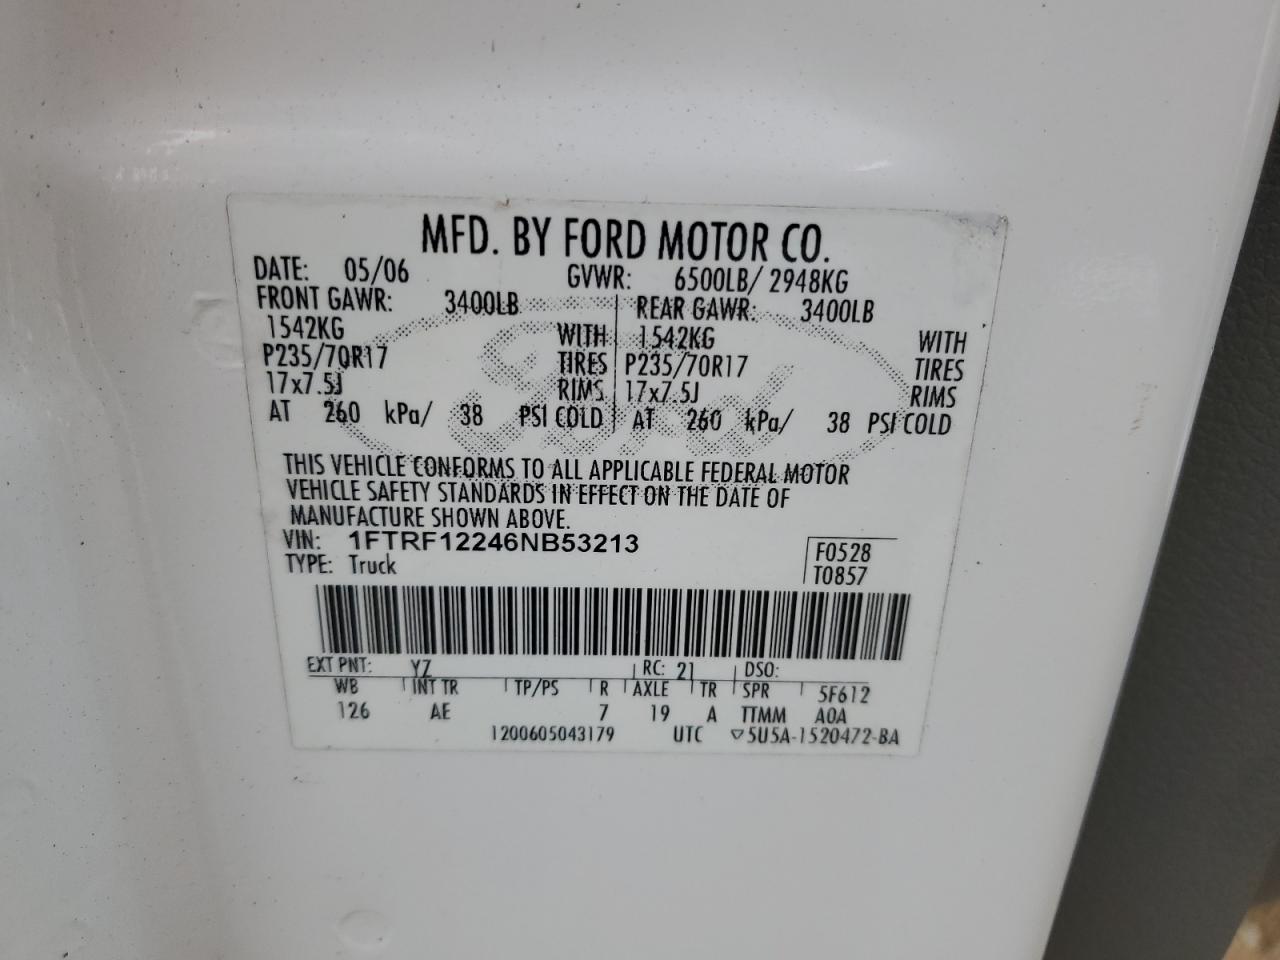 MFD. BY FORD MOTOR CO.
DATE: 05/06 GVWR: 6500LB/ 2948KG
FRONT GAWR: 3400LB REAR GAWR: 3400LB
1542KG WITH 1542KG WITH
P235/70R17 TIRES P235/70R17 TIRES
17x7.5J RIMS 17x7.5J RIMS
AT 260 kPa/ 38 PSI COLD AT 260 kPa/ 38 PSI COLD
Ford
THIS VEHICLE CONFORMS TO ALL APPLICABLE FEDERAL MOTOR
VEHICLE SAFETY STANDARDS IN EFFECT ON THE DATE OF
MANUFACTURE SHOWN ABOVE.
VIN: 1FTRF12246NB53213 F0528
TYPE: Truck T0857
EXT PNT: YZ RC: 21 DSO:
WB INT TR TP/PS R AXLE TR SPR 5F612
126 AE 7 19 A TTMM A0A
1200605043179 UTC ▽5U5A-1520472-BA